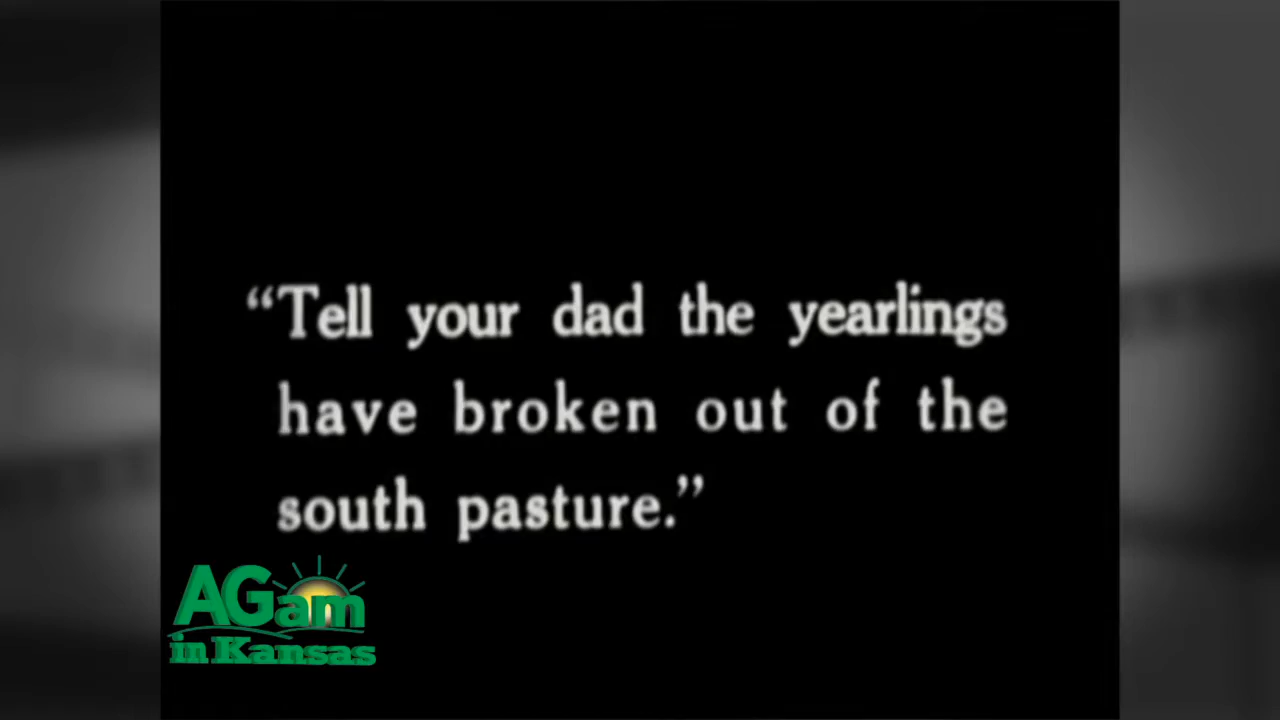 “Tell your dad the yearlings
have broken out of the
south pasture.”
AGam
in Kansas